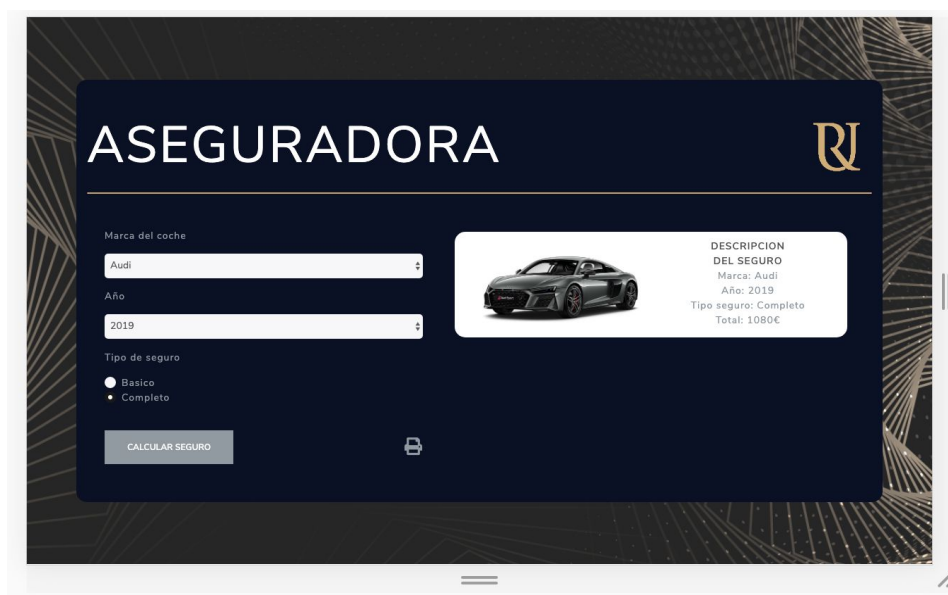 ASEGURADORA
Marca del coche
Audi
Año
2019
Tipo de seguro
Basico
Completo
CALCULAR SEGURO
DESCRIPCION
DEL SEGURO
Marca: Audi
Año: 2019
Tipo seguro: Completo
Total: 1080€